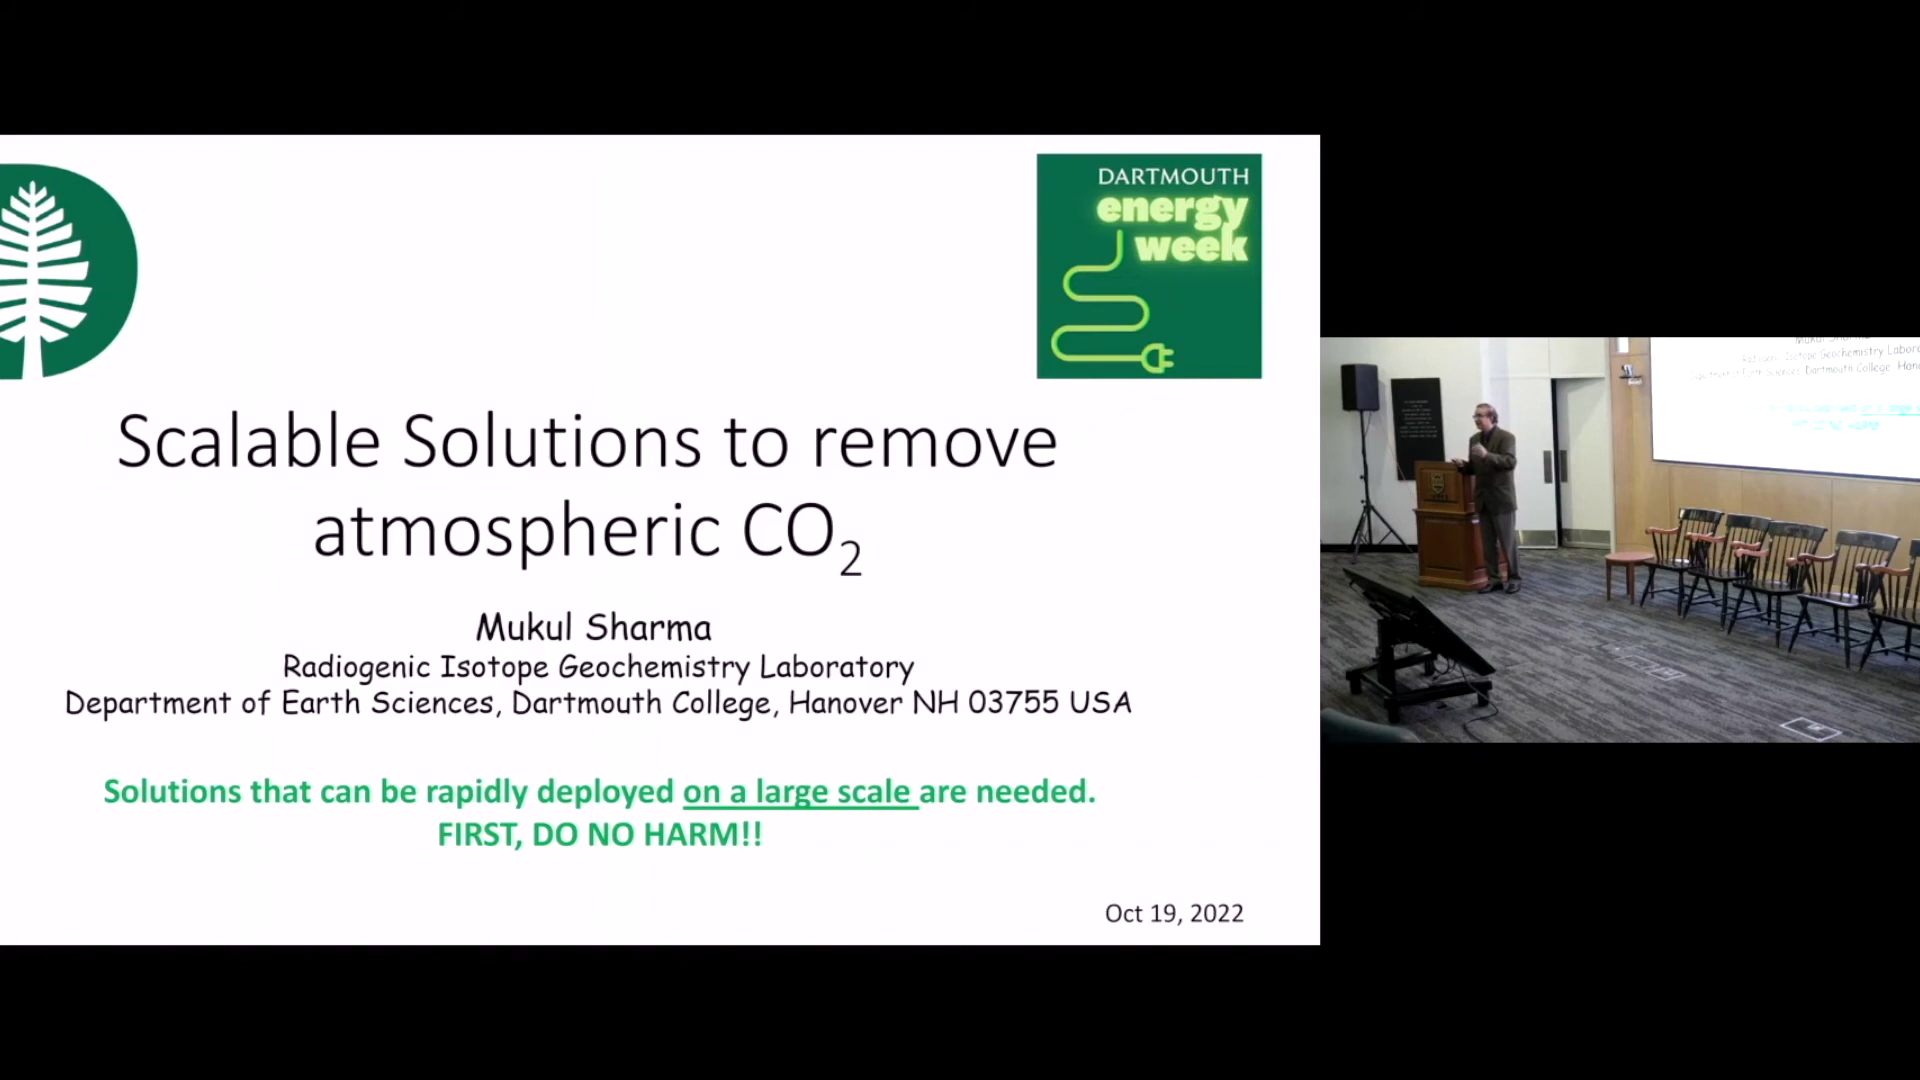 DARTMOUTH
energy
week
Scalable Solutions to remove
atmospheric CO₂
Mukul Sharma
Radiogenic Isotope Geochemistry Laboratory
Department of Earth Sciences, Dartmouth College, Hanover NH 03755 USA
Solutions that can be rapidly deployed on a large scale are needed.
FIRST, DO NO HARM!!
Oct 19, 2022